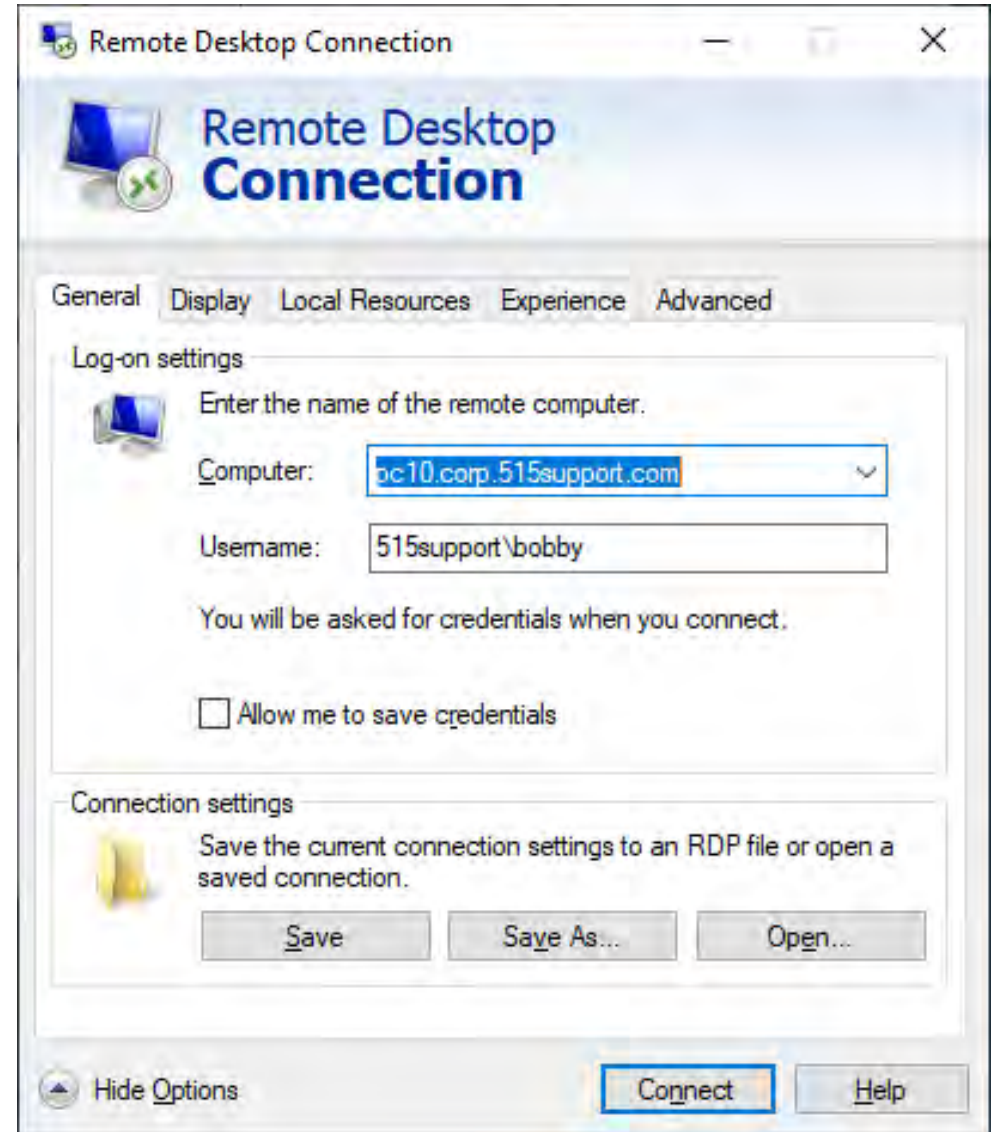 Remote Desktop Connection
Remote Desktop
Connection
General Display Local Resources Experience Advanced
Log-on settings
Enter the name of the remote computer.
Computer: pc10.corp.515support.com
Username: 515support\bobby
You will be asked for credentials when you connect.
Allow me to save credentials
Connection settings
Save the current connection settings to an RDP file or open a
saved connection.
Save Save As... Open...
Hide Options Connect Help